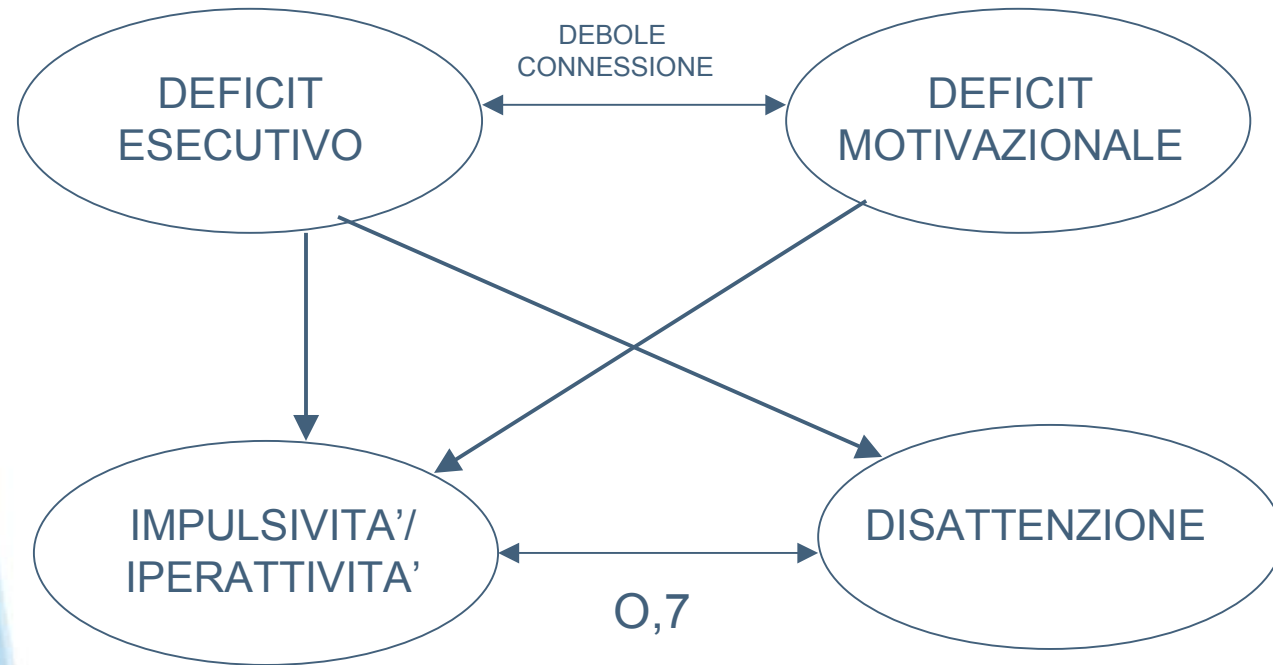 DEBOLE
CONNESSIONE
DEFICIT
ESECUTIVO
DEFICIT
MOTIVAZIONALE
IMPULSIVITA’/
IPERATTIVITA’
DISATTENZIONE
O,7